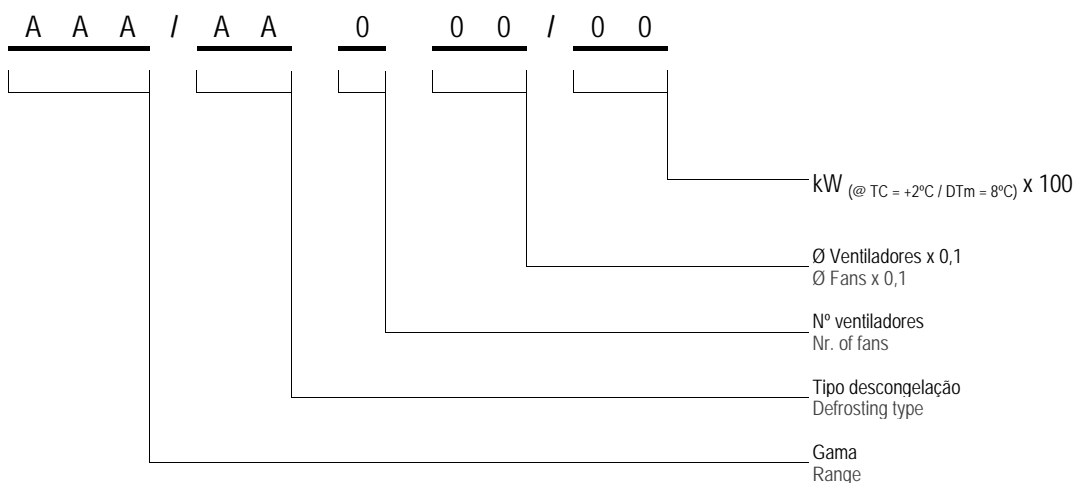 A A A / A A 0 0 0 / 0 0
kW (@ TC = +2ºC / DTm = 8ºC) x 100
Ø Ventiladores x 0,1
Ø Fans x 0,1
Nº ventiladores
Nr. of fans
Tipo descongelação
Defrosting type
Gama
Range